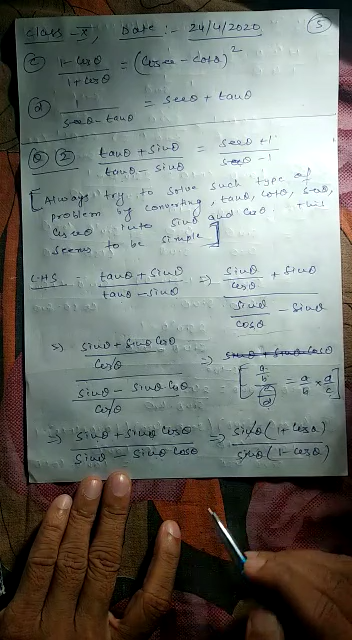 Class - X, Date :- 24/4/2020 (5)
(c) (1 - cosθ)/(1 + cosθ) = (cosec - cotθ)²
(d) 1/(secθ - tanθ) = secθ + tanθ
Q (2) (tanθ + sinθ)/(tanθ - sinθ) = (secθ + 1)/(secθ - 1)
[Always try to solve such type of
problem by converting, tanθ, cotθ, secθ,
cosecθ into sinθ and cosθ. this
seems to be simple]
L.H.S - (tanθ + sinθ)/(tanθ - sinθ) ⇒ (sinθ/cosθ + sinθ)/(sinθ/cosθ - sinθ)
⇒ ((sinθ + sinθ cosθ)/cosθ)/((sinθ - sinθ cosθ)/cosθ) ⇒ [(a/b)/(c/d) = a/b × d/c]
⇒ (sinθ + sinθ cosθ)/(sinθ - sinθ cosθ) ⇒ sinθ(1 + cosθ)/sinθ(1 - cosθ)